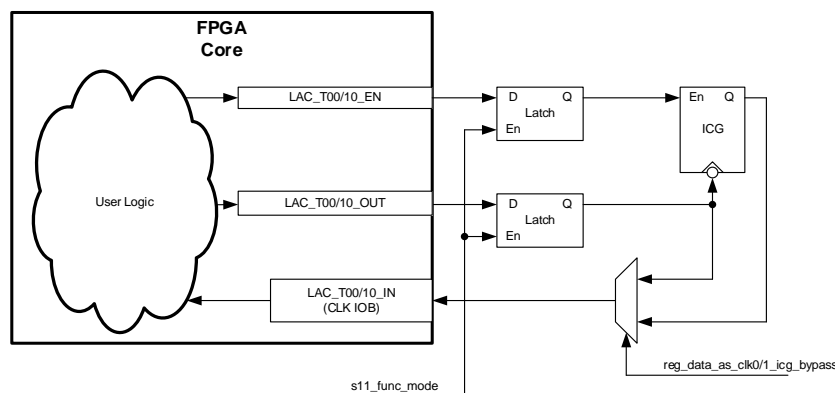 FPGA
Core
LAC_T00/10_EN
D Q
Latch
En
En Q
ICG
User Logic
LAC_T00/10_OUT
D Q
Latch
En
LAC_T00/10_IN
(CLK IOB)
reg_data_as_clk0/1_icg_bypass
s11_func_mode